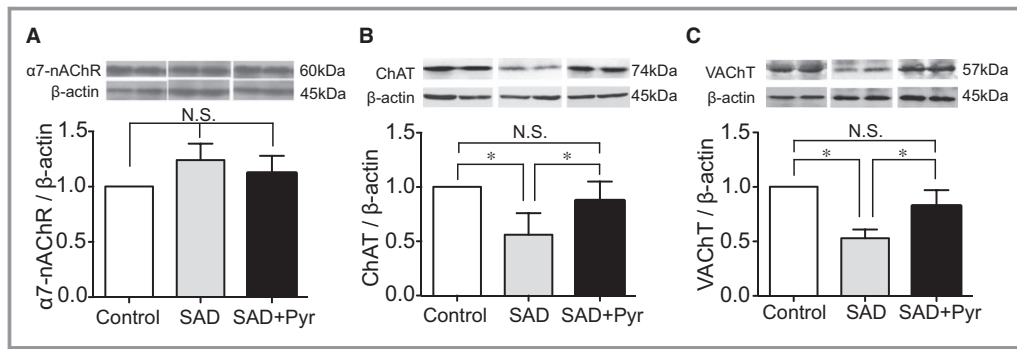 A
α7-nAChR 60kDa
β-actin 45kDa
N.S.
1.5
1.0
0.5
0.0
α7-nAChR / β-actin
Control SAD SAD+Pyr
B
ChAT 74kDa
β-actin 45kDa
N.S.
* *
1.5
1.0
0.5
0.0
ChAT / β-actin
Control SAD SAD+Pyr
C
VAChT 57kDa
β-actin 45kDa
N.S.
* *
1.5
1.0
0.5
0.0
VAChT / β-actin
Control SAD SAD+Pyr